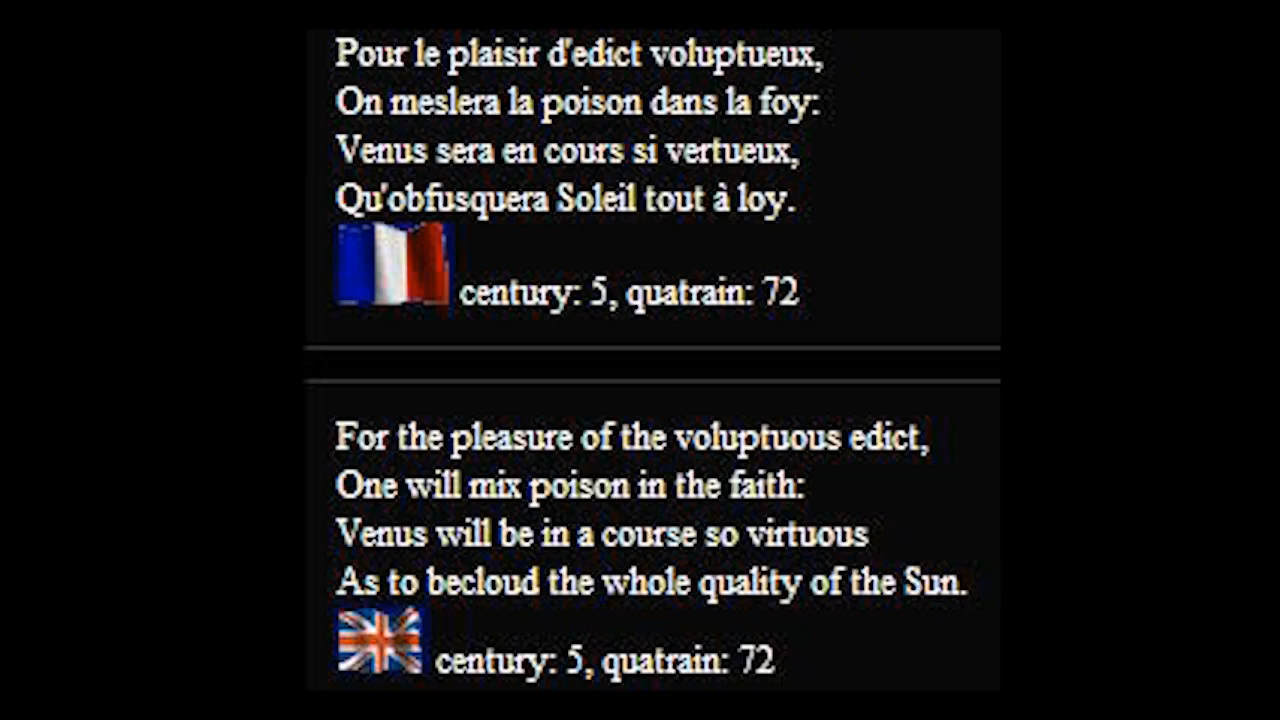 Pour le plaisir d'edict voluptueux,
On meslera la poison dans la foy:
Venus sera en cours si vertueux,
Qu'obfusquera Soleil tout à loy.
century: 5, quatrain: 72
For the pleasure of the voluptuous edict,
One will mix poison in the faith:
Venus will be in a course so virtuous
As to becloud the whole quality of the Sun.
century: 5, quatrain: 72